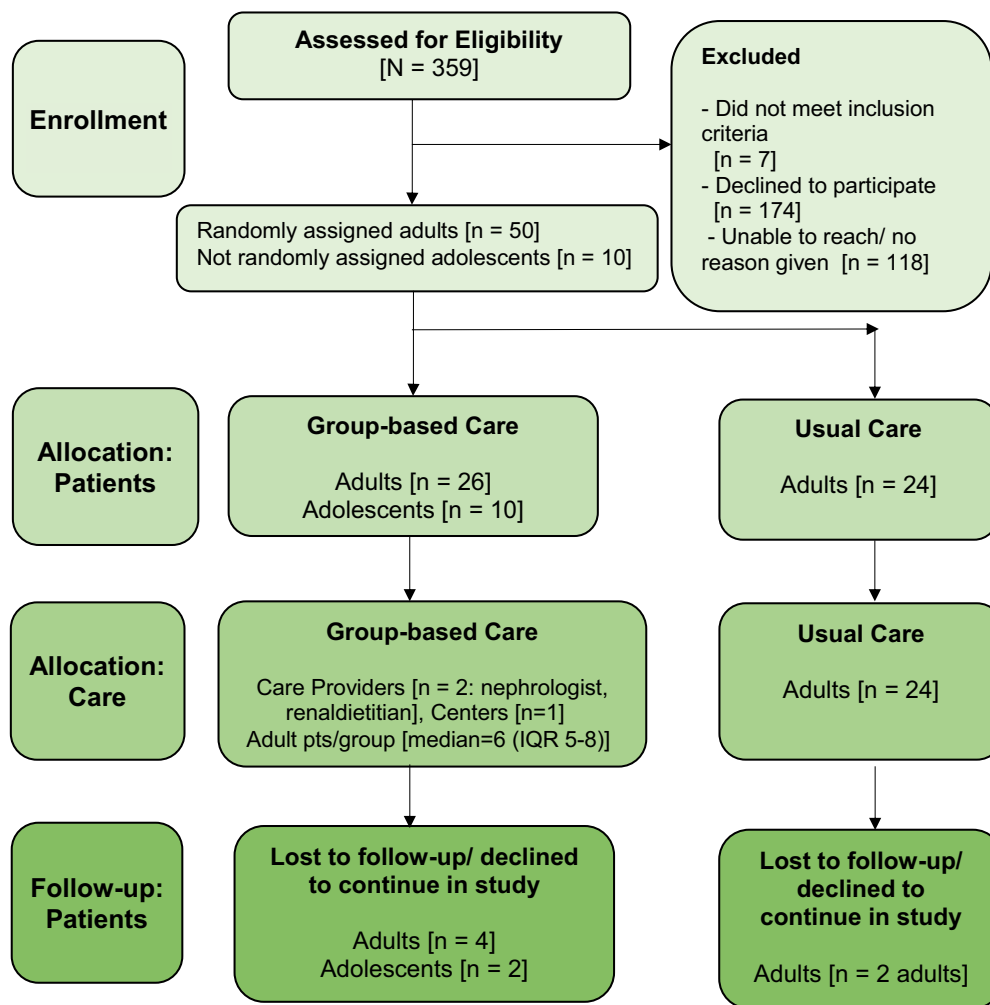 Assessed for Eligibility
[N = 359]
Enrollment
Excluded
- Did not meet inclusion
criteria
[n = 7]
- Declined to participate
[n = 174]
- Unable to reach/ no
reason given [n = 118]
Randomly assigned adults [n = 50]
Not randomly assigned adolescents [n = 10]
Allocation:
Patients
Group-based Care
Adults [n = 26]
Adolescents [n = 10]
Usual Care
Adults [n = 24]
Allocation:
Care
Group-based Care
Care Providers [n = 2: nephrologist,
renaldietitian], Centers [n=1]
Adult pts/group [median=6 (IQR 5-8)]
Usual Care
Adults [n = 24]
Follow-up:
Patients
Lost to follow-up/ declined
to continue in study
Adults [n = 4]
Adolescents [n = 2]
Lost to follow-up/
declined to
continue in study
Adults [n = 2 adults]